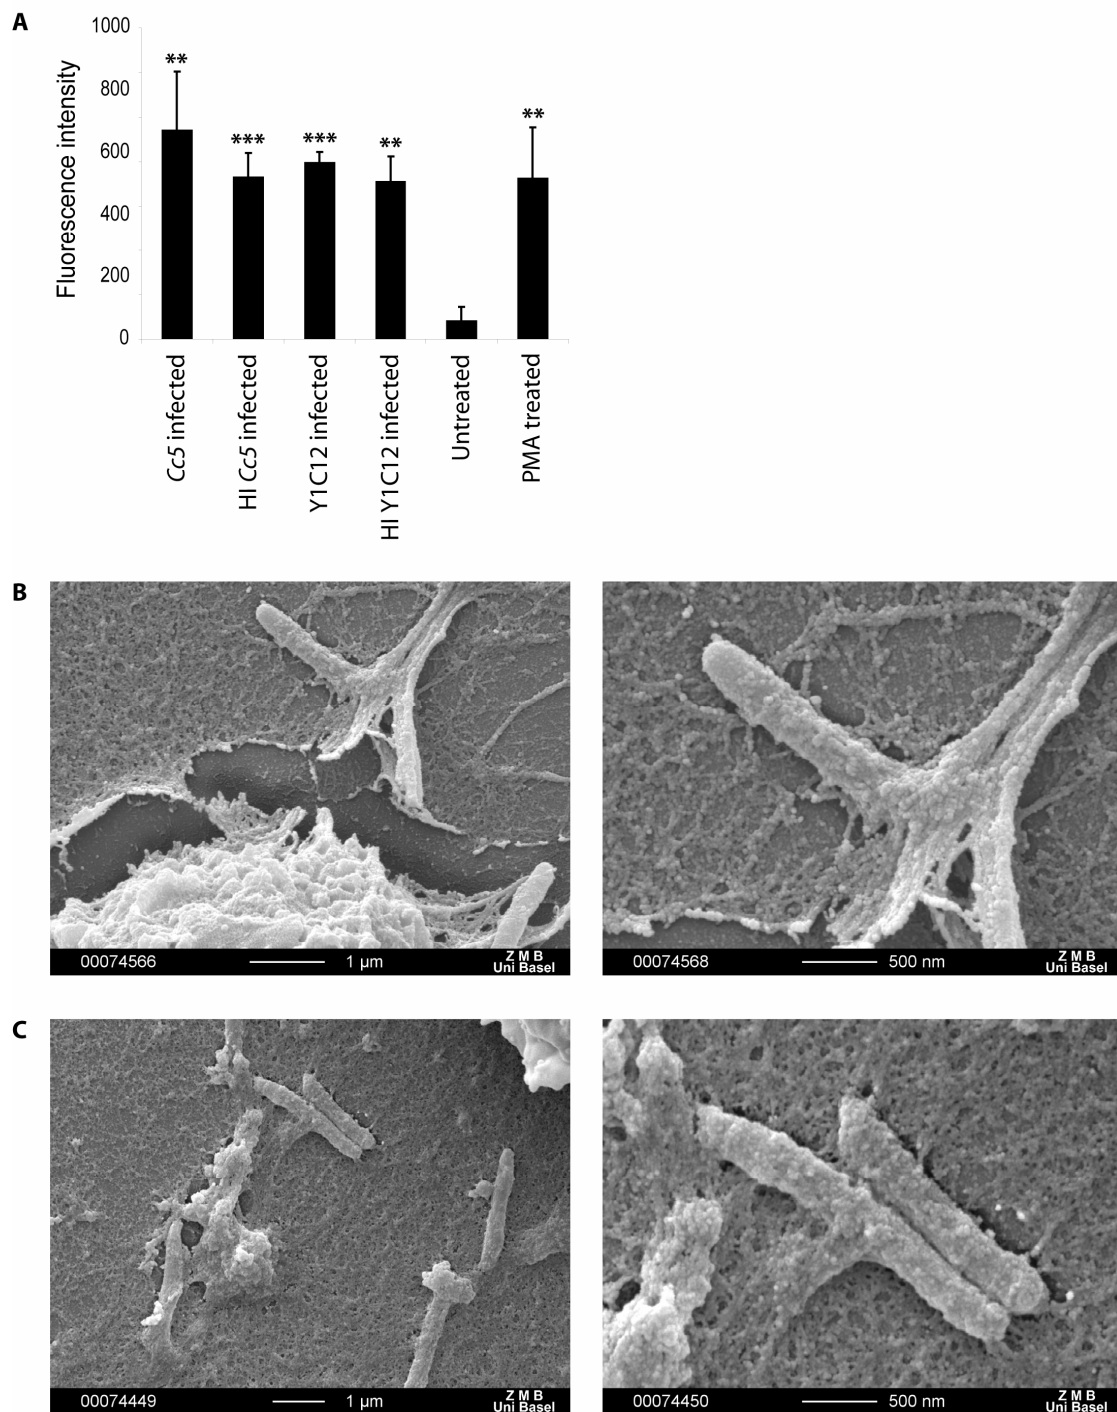 A
Fluorescence intensity
1000
800
600
400
200
0
**
***
***
**
**
Cc5 infected
HI Cc5 infected
Y1C12 infected
HI Y1C12 infected
Untreated
PMA treated
B
00074566
1 µm
Z M B
Uni Basel
00074568
500 nm
Z M B
Uni Basel
C
00074449
1 µm
Z M B
Uni Basel
00074450
500 nm
Z M B
Uni Basel